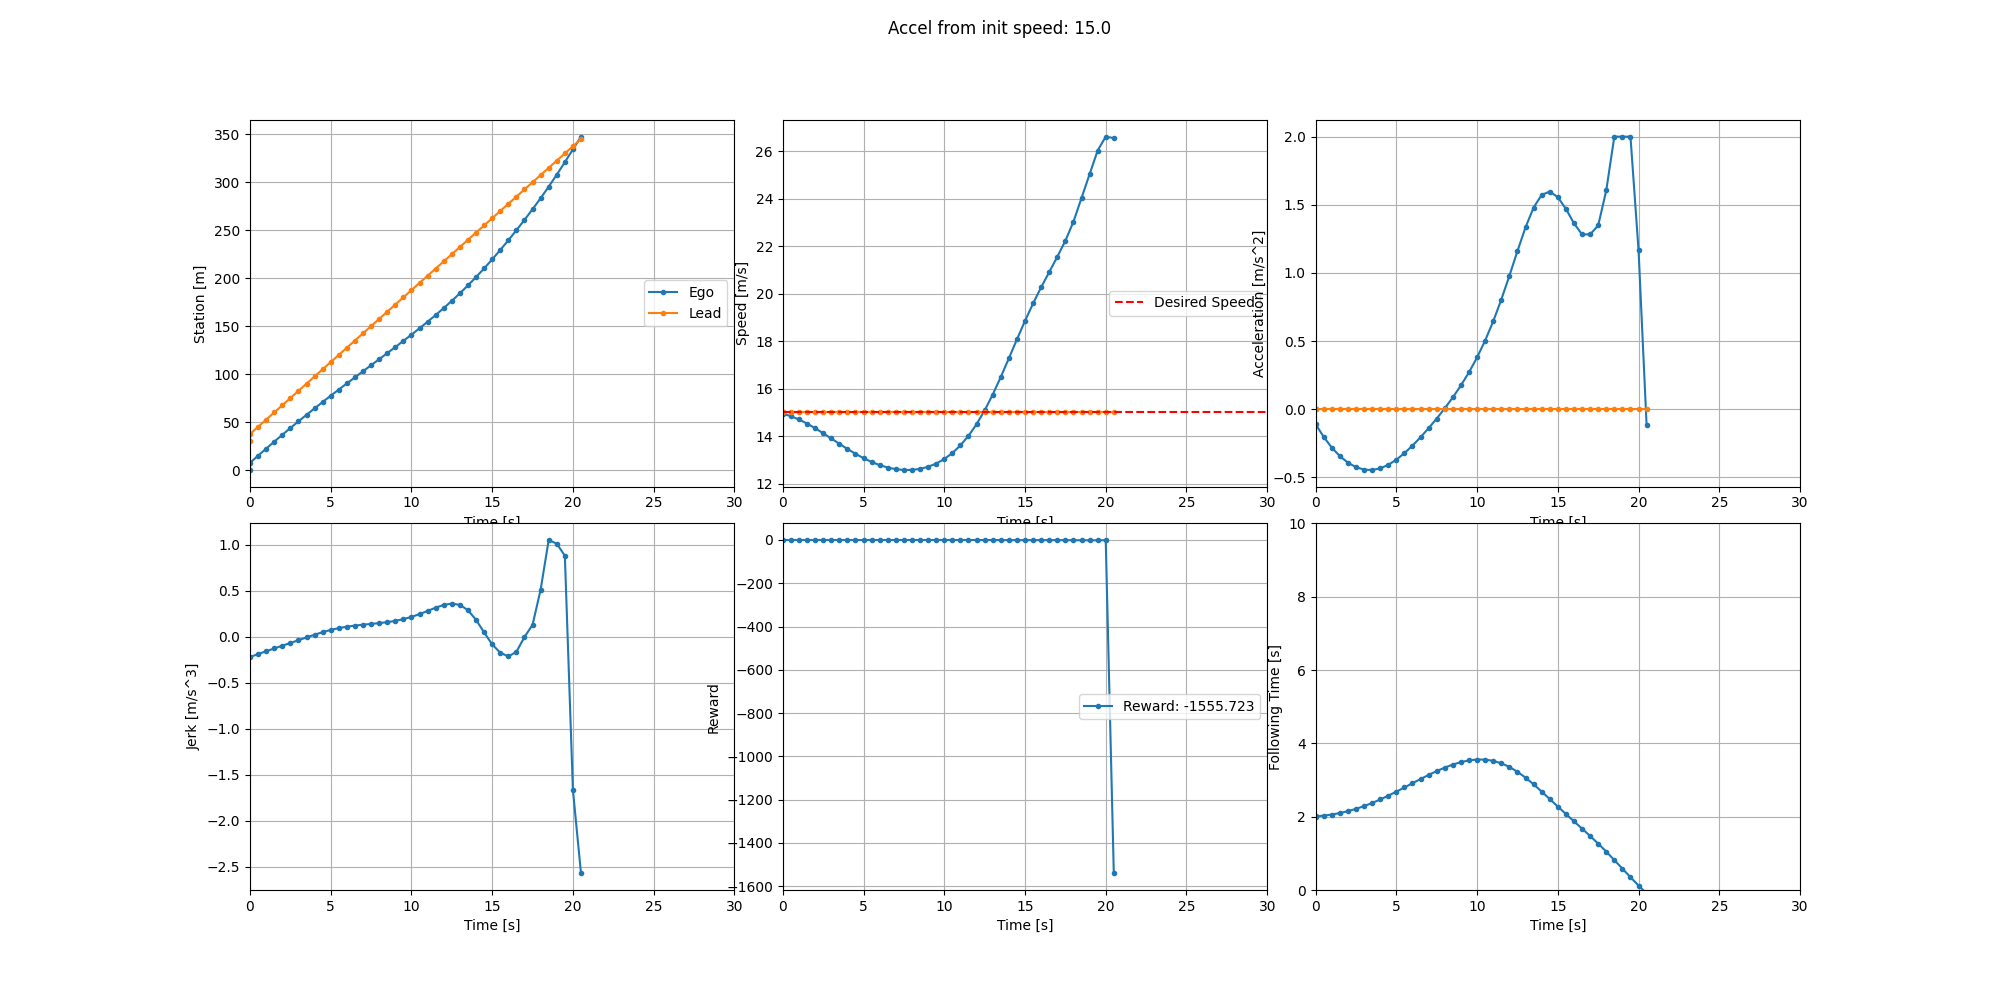 Accel from init speed: 15.0
350
300
250
200
150
100
50
0
Station [m]
Ego
Lead
0 5 10 15 20 25 30
Time [s]
26
24
22
20
18
16
14
12
Speed [m/s]
Desired Speed
0 5 10 15 20 25 30
Time [s]
2.0
1.5
1.0
0.5
0.0
−0.5
Acceleration [m/s^2]
0 5 10 15 20 25 30
Time [s]
1.0
0.5
0.0
−0.5
−1.0
−1.5
−2.0
−2.5
Jerk [m/s^3]
0 5 10 15 20 25 30
Time [s]
0
−200
−400
−600
−800
−1000
−1200
−1400
−1600
Reward
Reward: -1555.723
0 5 10 15 20 25 30
Time [s]
10
8
6
4
2
0
Following Time [s]
0 5 10 15 20 25 30
Time [s]